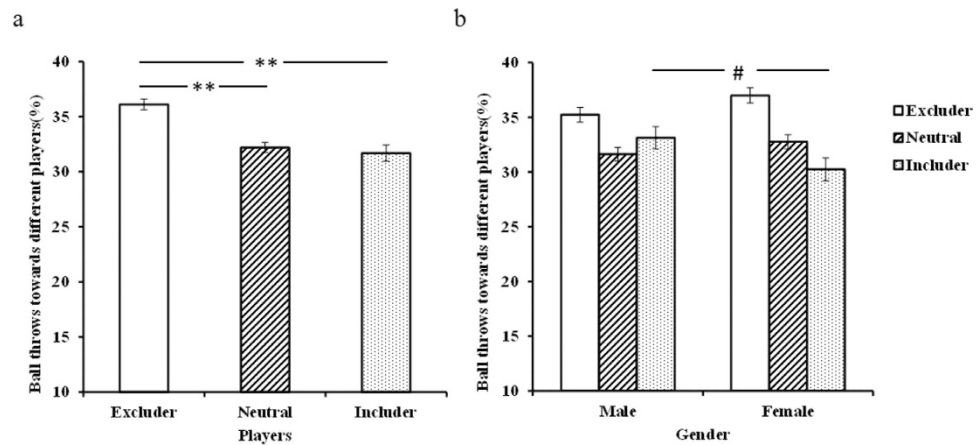 a
40
35
30
25
20
15
10
Ball throws towards different players(%)
**
**
Excluder
Neutral
Includer
Players
b
40
35
30
25
20
15
10
Ball throws towards different players(%)
#
Male
Female
Gender
Excluder
Neutral
Includer